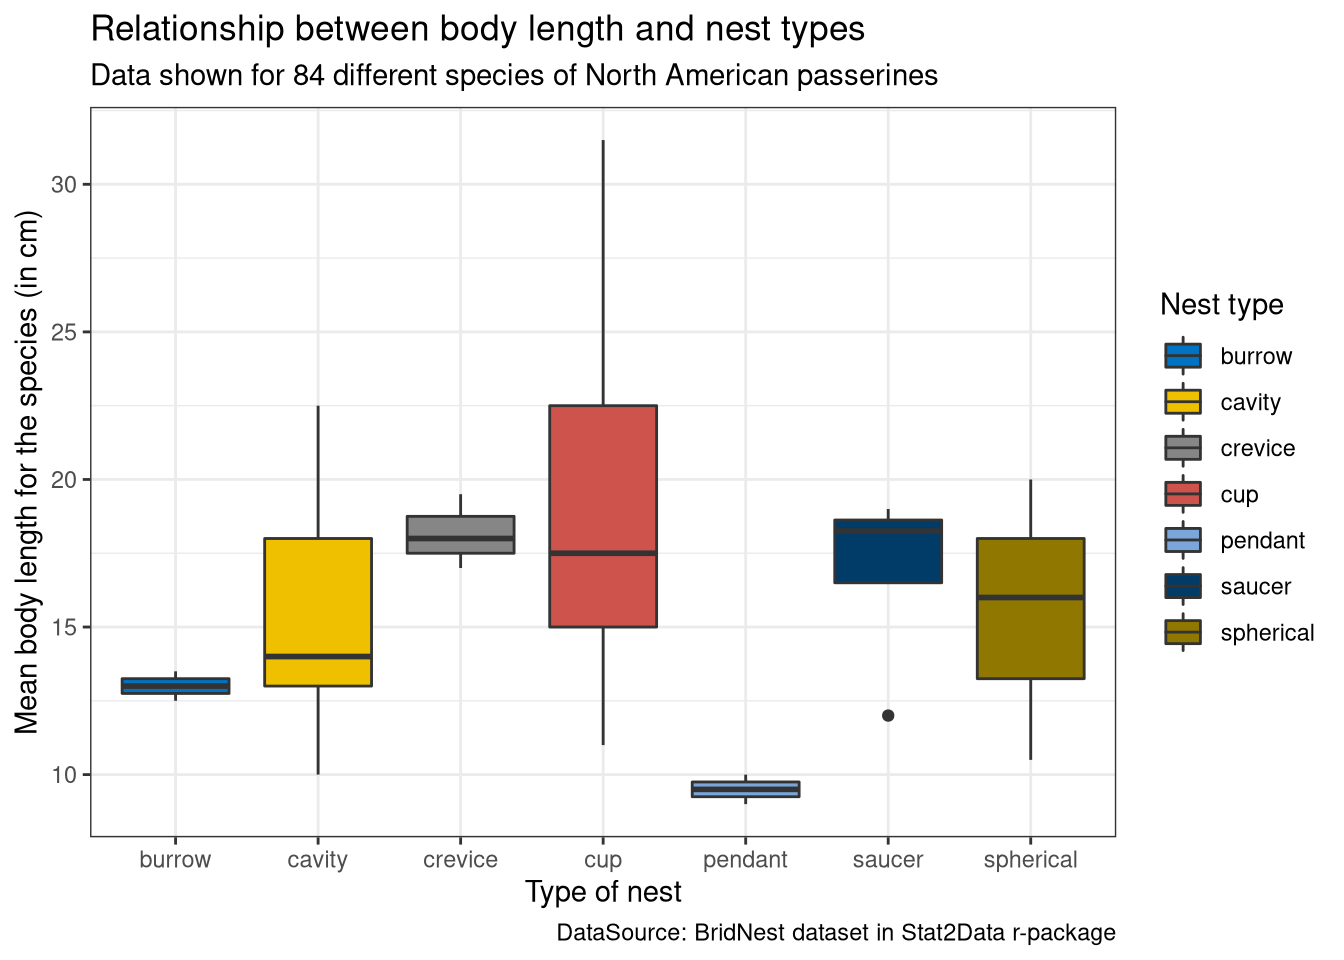 Relationship between body length and nest types
Data shown for 84 different species of North American passerines
Mean body length for the species (in cm)
30
25
20
15
10
burrow
cavity
crevice
cup
pendant
saucer
spherical
Type of nest
Nest type
burrow
cavity
crevice
cup
pendant
saucer
spherical
DataSource: BridNest dataset in Stat2Data r-package